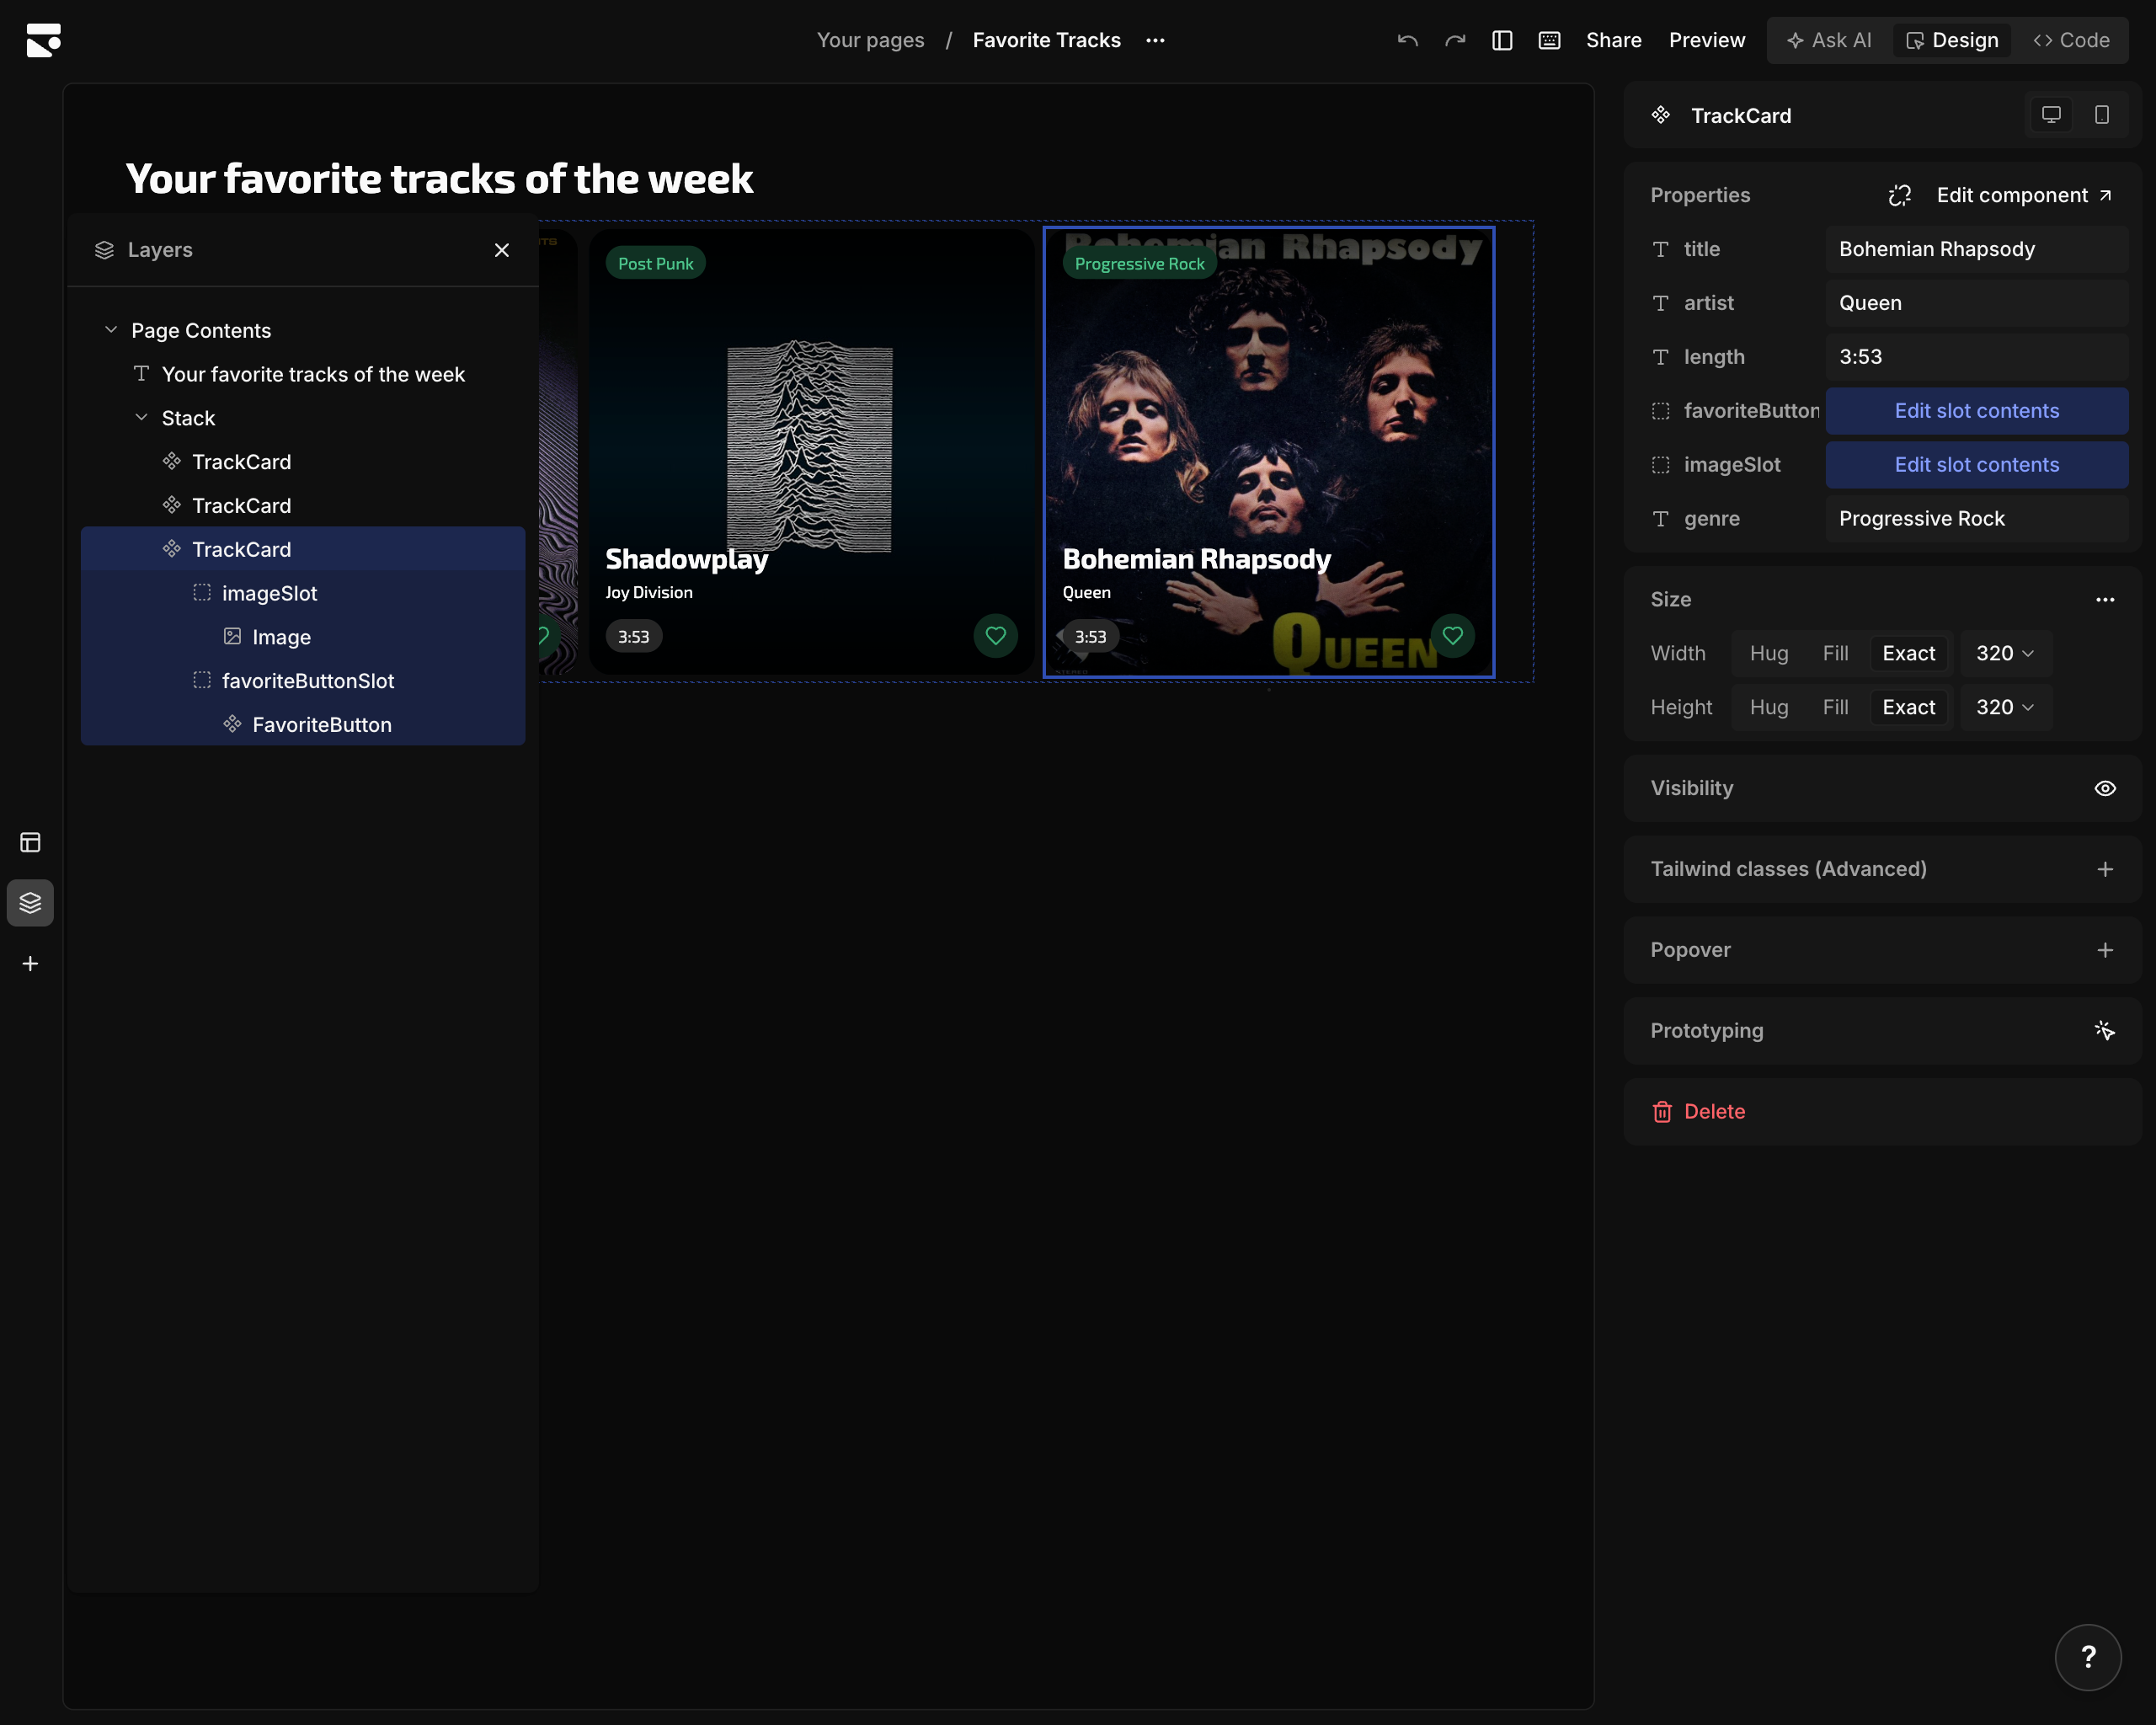 Your pages / Favorite Tracks
Share
Preview
Ask AI
Design
Code
Your favorite tracks of the week
Layers
Page Contents
Your favorite tracks of the week
Stack
TrackCard
TrackCard
TrackCard
imageSlot
Image
favoriteButtonSlot
FavoriteButton
Post Punk
Shadowplay
Joy Division
3:53
Bohemian Rhapsody
Progressive Rock
Bohemian Rhapsody
Queen
3:53
QUEEN
TrackCard
Properties
Edit component
title
Bohemian Rhapsody
artist
Queen
length
3:53
favoriteButton
Edit slot contents
imageSlot
Edit slot contents
genre
Progressive Rock
Size
Width
Hug
Fill
Exact
320
Height
Hug
Fill
Exact
320
Visibility
Tailwind classes (Advanced)
Popover
Prototyping
Delete
?